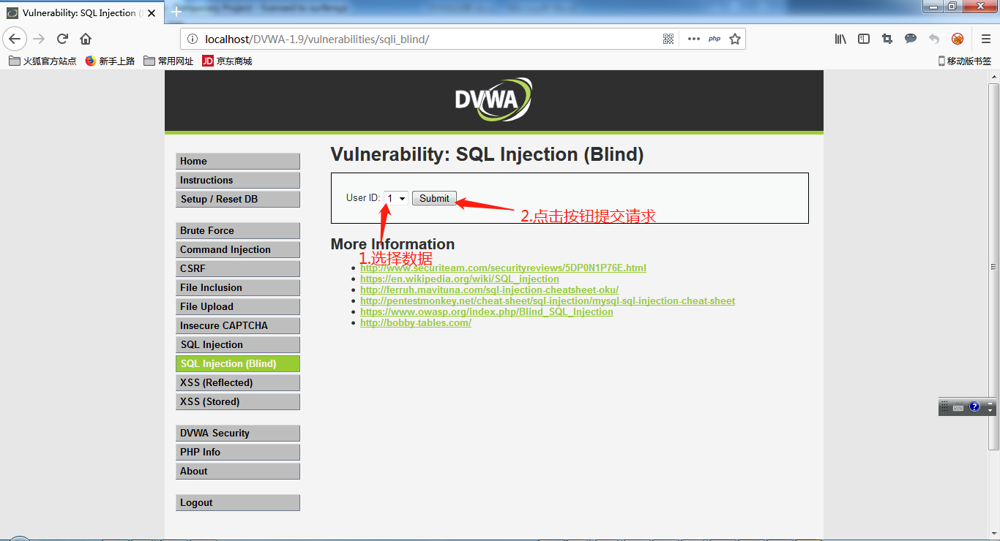 Vulnerability: SQL Injection (
localhost/DVWA-1.9/vulnerabilities/sqli_blind/
php
火狐官方站点
新手上路
常用网址
JD 京东商城
移动版书签
DVWA
Home
Instructions
Setup / Reset DB
Brute Force
Command Injection
CSRF
File Inclusion
File Upload
Insecure CAPTCHA
SQL Injection
SQL Injection (Blind)
XSS (Reflected)
XSS (Stored)
DVWA Security
PHP Info
About
Logout
Vulnerability: SQL Injection (Blind)
User ID: 1 Submit
2.点击按钮提交请求
More Information
1.选择数据
http://www.securiteam.com/securityreviews/5DP0N1P76E.html
https://en.wikipedia.org/wiki/SQL_injection
http://ferruh.mavituna.com/sql-injection-cheatsheet-oku/
http://pentestmonkey.net/cheat-sheet/sql-injection/mysql-sql-injection-cheat-sheet
https://www.owasp.org/index.php/Blind_SQL_Injection
http://bobby-tables.com/